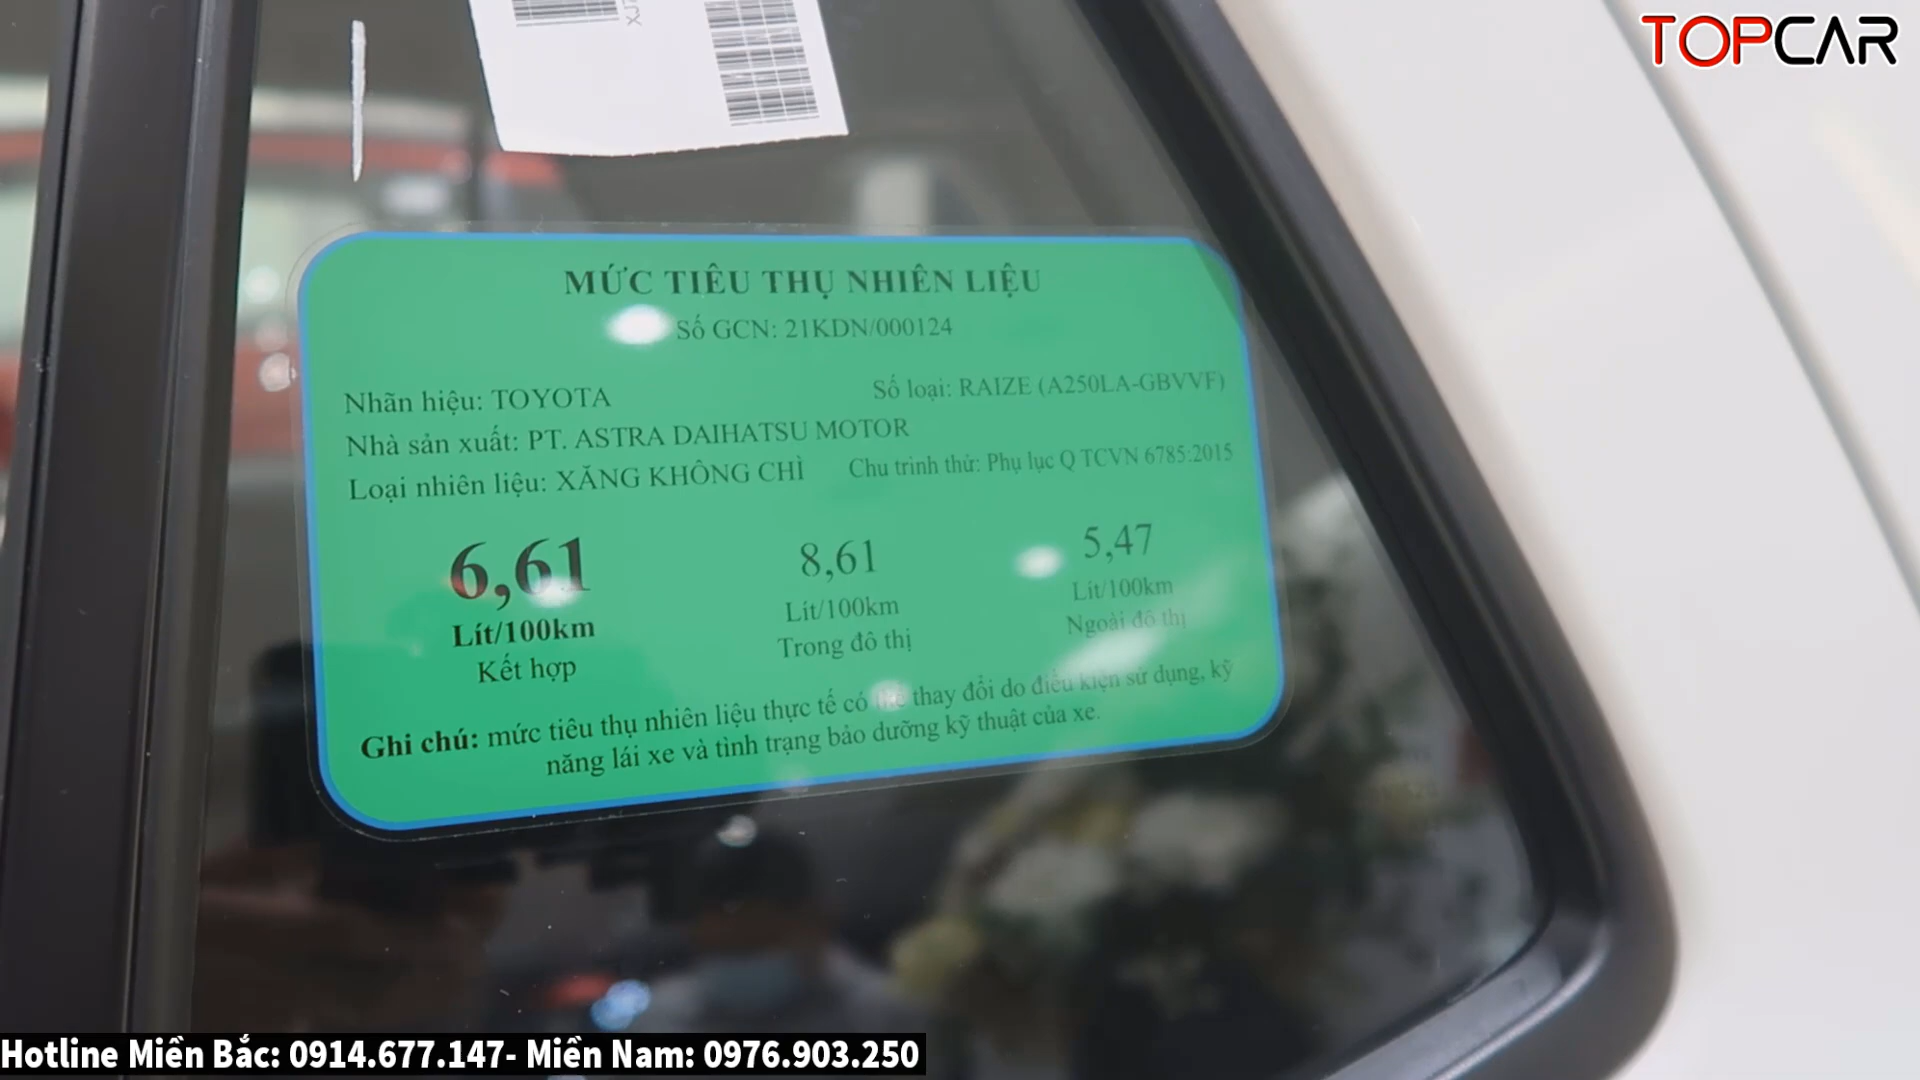 TOPCAR
MỨC TIÊU THỤ NHIÊN LIỆU
Số GCN: 21KDN/000124
Nhãn hiệu: TOYOTA
Số loại: RAIZE (A250LA-GBVVF)
Nhà sản xuất: PT. ASTRA DAIHATSU MOTOR
Loại nhiên liệu: XĂNG KHÔNG CHÌ
Chu trình thử: Phụ lục Q TCVN 6785:2015
6,61
Lít/100km
Kết hợp
8,61
Lít/100km
Trong đô thị
5,47
Lít/100km
Ngoài đô thị
Ghi chú: mức tiêu thụ nhiên liệu thực tế có thể thay đổi do điều kiện sử dụng, kỹ
năng lái xe và tình trạng bảo dưỡng kỹ thuật của xe.
Hotline Miền Bắc: 0914.677.147- Miền Nam: 0976.903.250